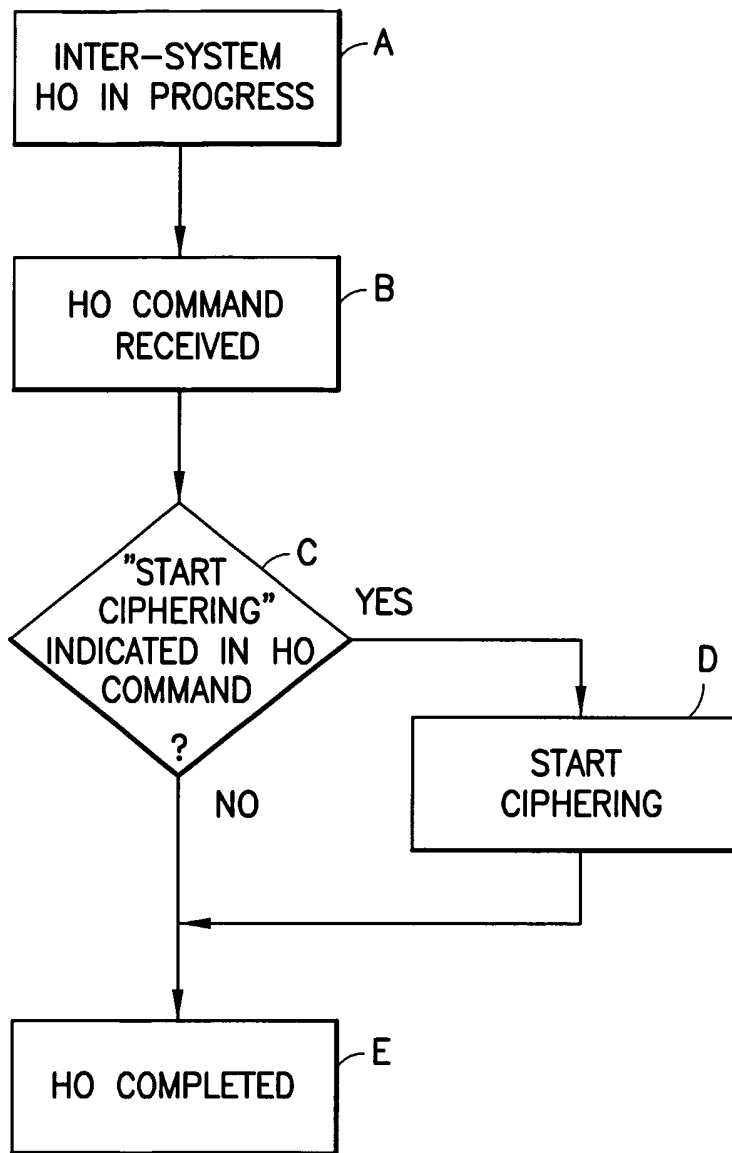 INTER-SYSTEM
HO IN PROGRESS
A
HO COMMAND
RECEIVED
B
"START
CIPHERING"
INDICATED IN HO
COMMAND
?
C
YES
NO
D
START
CIPHERING
HO COMPLETED
E